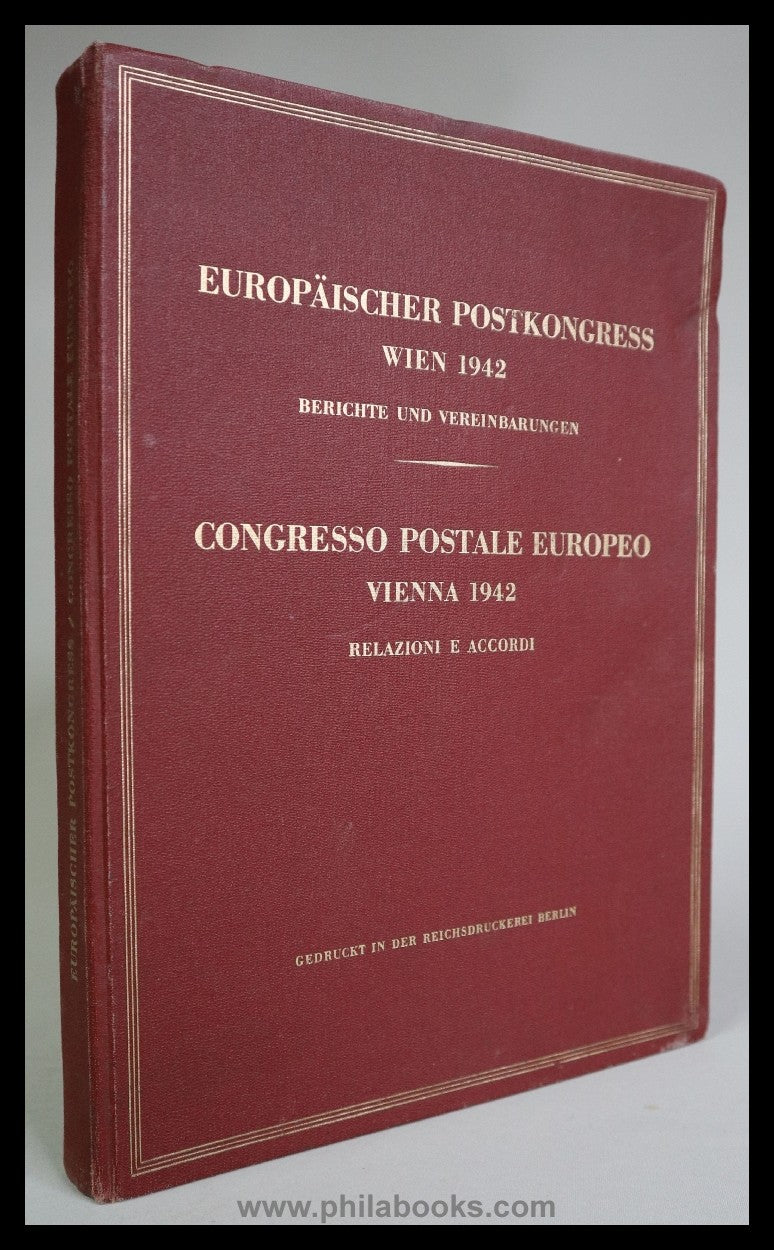 EUROPÄISCHER POSTKONGRESS
WIEN 1942
BERICHTE UND VEREINBARUNGEN
CONGRESSO POSTALE EUROPEO
VIENNA 1942
RELAZIONI E ACCORDI
GEDRUCKT IN DER REICHSDRUCKEREI BERLIN
EUROPÄISCHER POSTKONGRESS / CONGRESSO POSTALE EUROPEO
www.philabooks.com